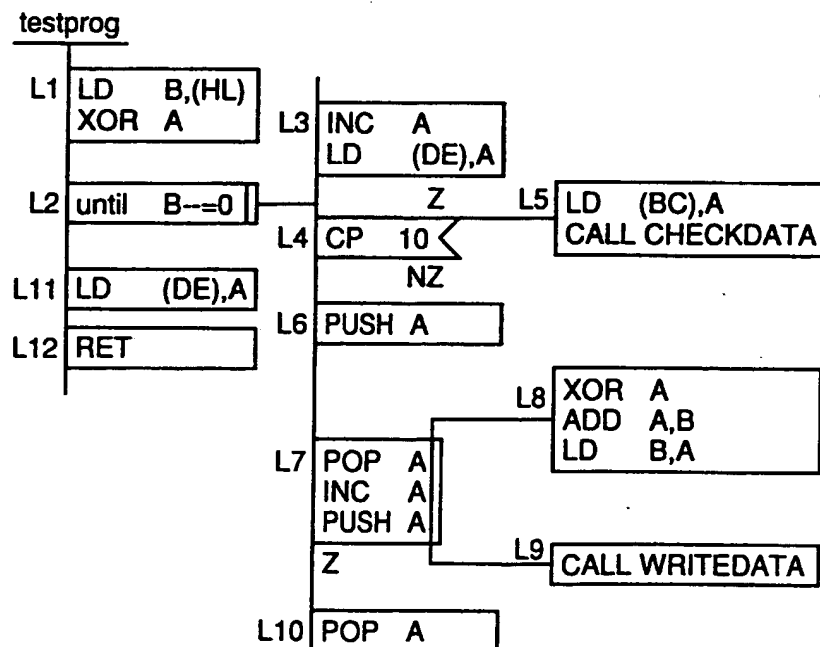 testprog
L1 LD B,(HL)
XOR A
L2 until B--=0
L11 LD (DE),A
L12 RET
L3 INC A
LD (DE),A
Z
L4 CP 10
NZ
L5 LD (BC),A
CALL CHECKDATA
L6 PUSH A
L7 POP A
INC A
PUSH A
Z
L8 XOR A
ADD A,B
LD B,A
L9 CALL WRITEDATA
L10 POP A